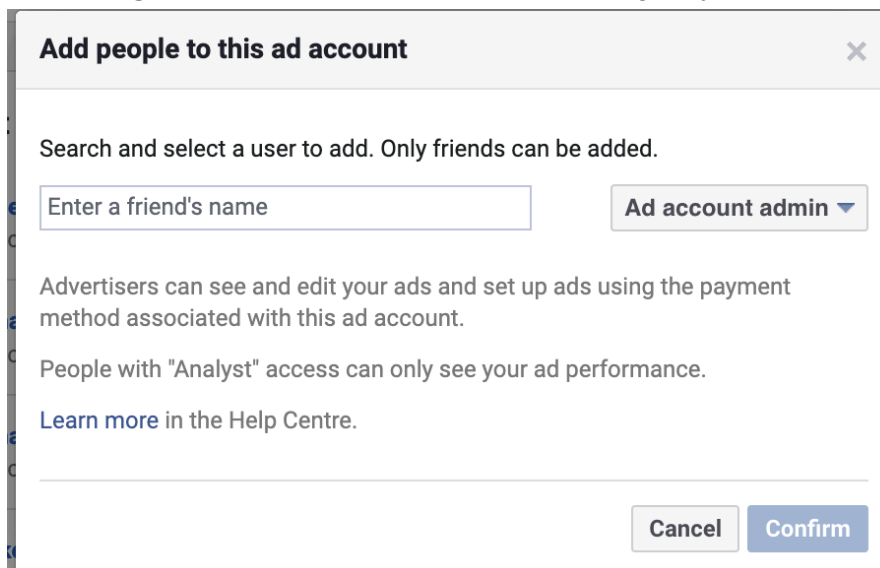 Add people to this ad account
Search and select a user to add. Only friends can be added.
Enter a friend's name
Ad account admin
Advertisers can see and edit your ads and set up ads using the payment
method associated with this ad account.
People with "Analyst" access can only see your ad performance.
Learn more in the Help Centre.
Cancel
Confirm